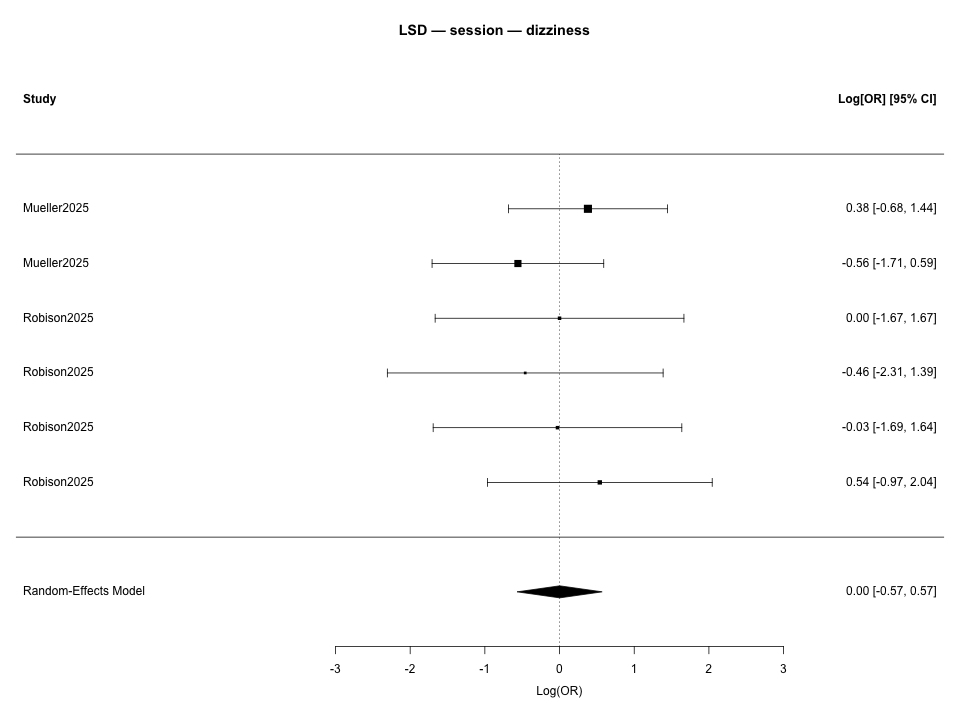 LSD — session — dizziness
Study Log[OR] [95% CI]
Mueller2025 0.38 [-0.68, 1.44]
Mueller2025 -0.56 [-1.71, 0.59]
Robison2025 0.00 [-1.67, 1.67]
Robison2025 -0.46 [-2.31, 1.39]
Robison2025 -0.03 [-1.69, 1.64]
Robison2025 0.54 [-0.97, 2.04]
Random-Effects Model 0.00 [-0.57, 0.57]
-3 -2 -1 0 1 2 3
Log(OR)